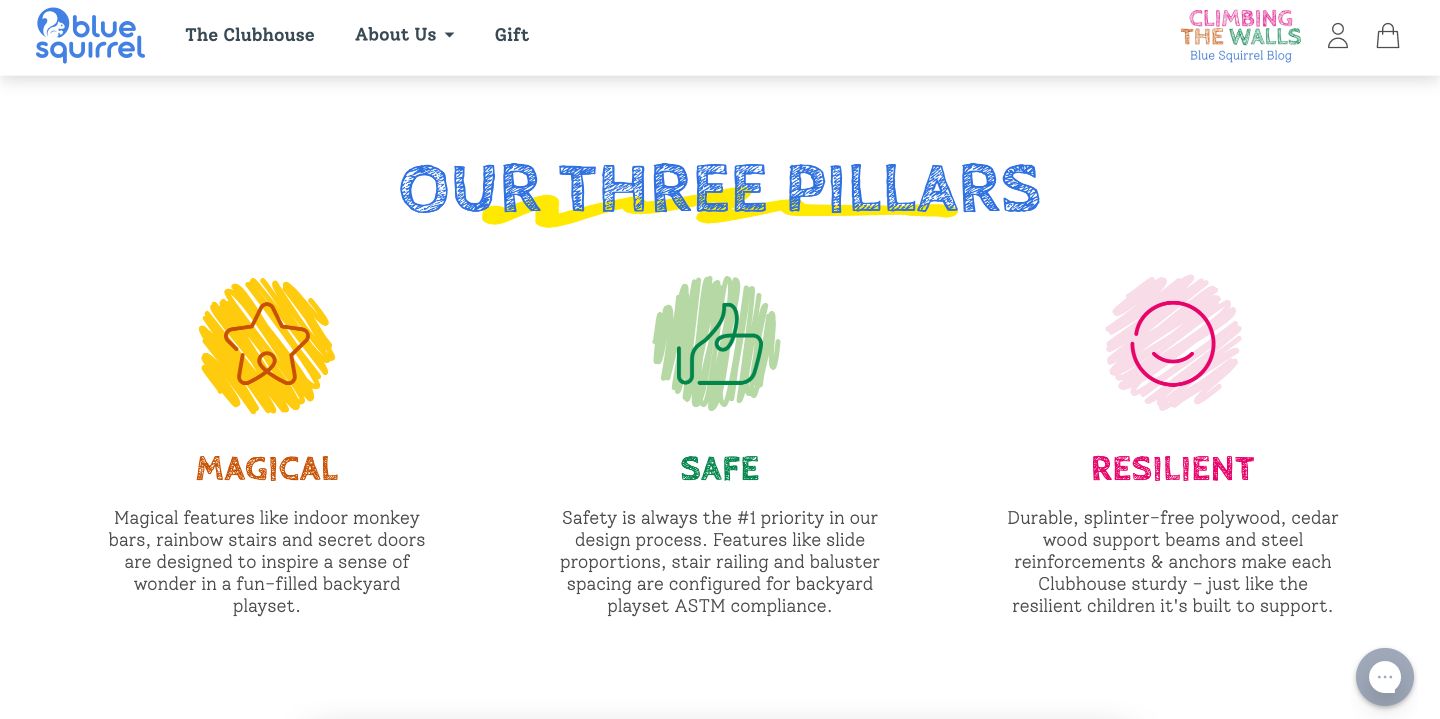 blue
squirrel
The Clubhouse
About Us
Gift
CLIMBING
THE WALLS
Blue Squirrel Blog
OUR THREE PILLARS
MAGICAL
Magical features like indoor monkey
bars, rainbow stairs and secret doors
are designed to inspire a sense of
wonder in a fun-filled backyard
playset.
SAFE
Safety is always the #1 priority in our
design process. Features like slide
proportions, stair railing and baluster
spacing are configured for backyard
playset ASTM compliance.
RESILIENT
Durable, splinter-free polywood, cedar
wood support beams and steel
reinforcements & anchors make each
Clubhouse sturdy - just like the
resilient children it's built to support.